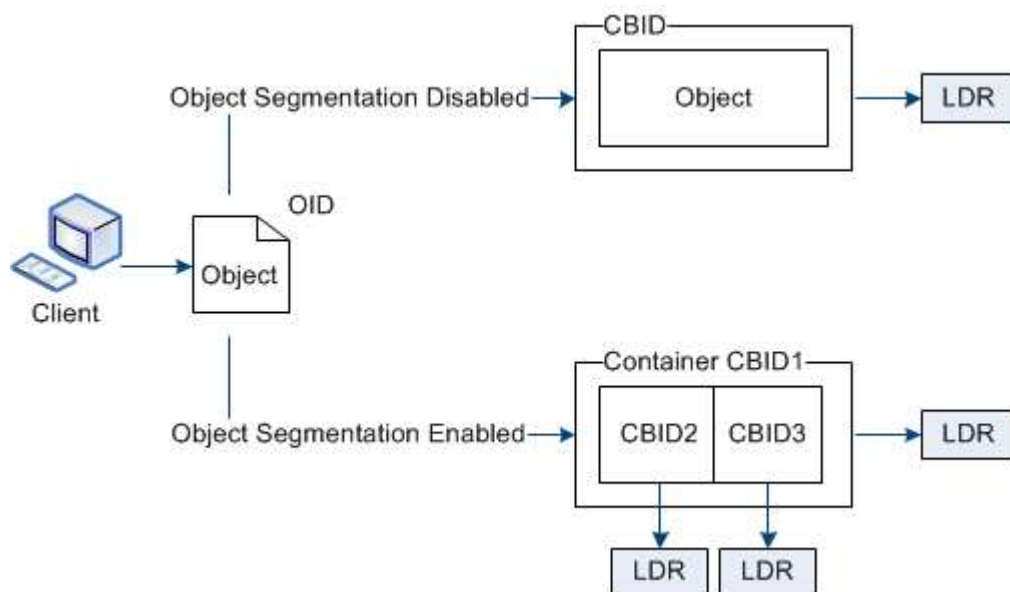 CBID
Object Segmentation Disabled
Object
LDR
OID
Object
Client
Container CBID1
Object Segmentation Enabled
CBID2
CBID3
LDR
LDR
LDR